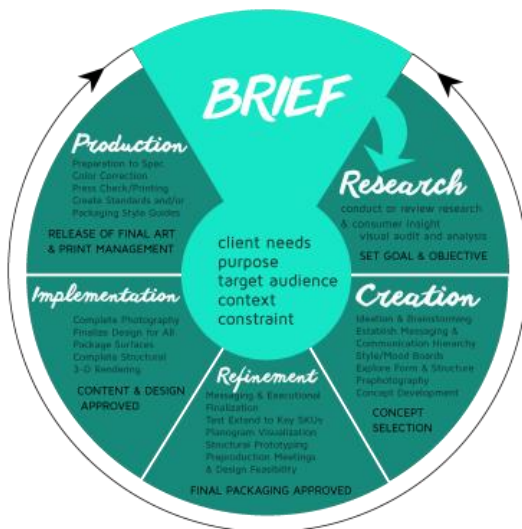 BRIEF
client needs
purpose
target audience
context
constraint
Research
conduct or review research
& consumer insight
visual audit and analysis
SET GOAL & OBJECTIVE
Creation
Ideation & Brainstorming
Establish Messaging &
Communication Hierarchy
Style/Mood Boards
Explore Form & Structure
Prephotography
Concept Development
CONCEPT
SELECTION
Refinement
Messaging & Executional
Finalization
Test Extend to Key SKUs
Planogram Visualization
Structural Prototyping
Preproduction Meetings
& Design Feasibility
FINAL PACKAGING APPROVED
Implementation
Complete Photography
Finalize Design for All
Package Surfaces
Complete Structural
3-D Rendering
CONTENT & DESIGN
APPROVED
Production
Preparation to Spec
Color Correction
Press Check/Printing
Create Standards and/or
Packaging Style Guides
RELEASE OF FINAL ART
& PRINT MANAGEMENT